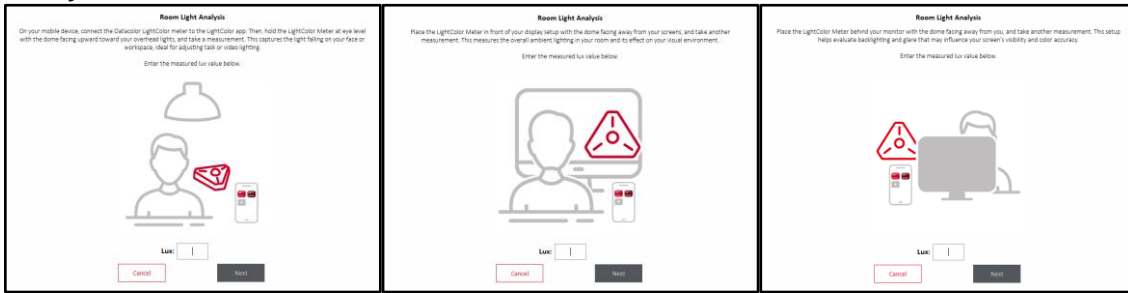 Room Light Analysis
On your mobile device, connect the Datacolor LightColor meter to the LightColor app. Then, hold the LightColor Meter at eye level
with the dome facing upward toward your overhead lights, and take a measurement. This captures the light falling on your face or
workspace, ideal for adjusting task or video lighting.
Enter the measured lux value below.
Lux:
Cancel
Next
Room Light Analysis
Place the LightColor Meter in front of your display setup with the dome facing away from your screens, and take another
measurement. This measures the overall ambient lighting in your room and its effect on your visual environment.
Enter the measured lux value below.
Lux:
Cancel
Next
Room Light Analysis
Place the LightColor Meter behind your monitor with the dome facing away from you, and take another measurement. This setup
helps evaluate backlighting and glare that may influence your screen's visibility and color accuracy.
Enter the measured lux value below.
Lux:
Cancel
Next